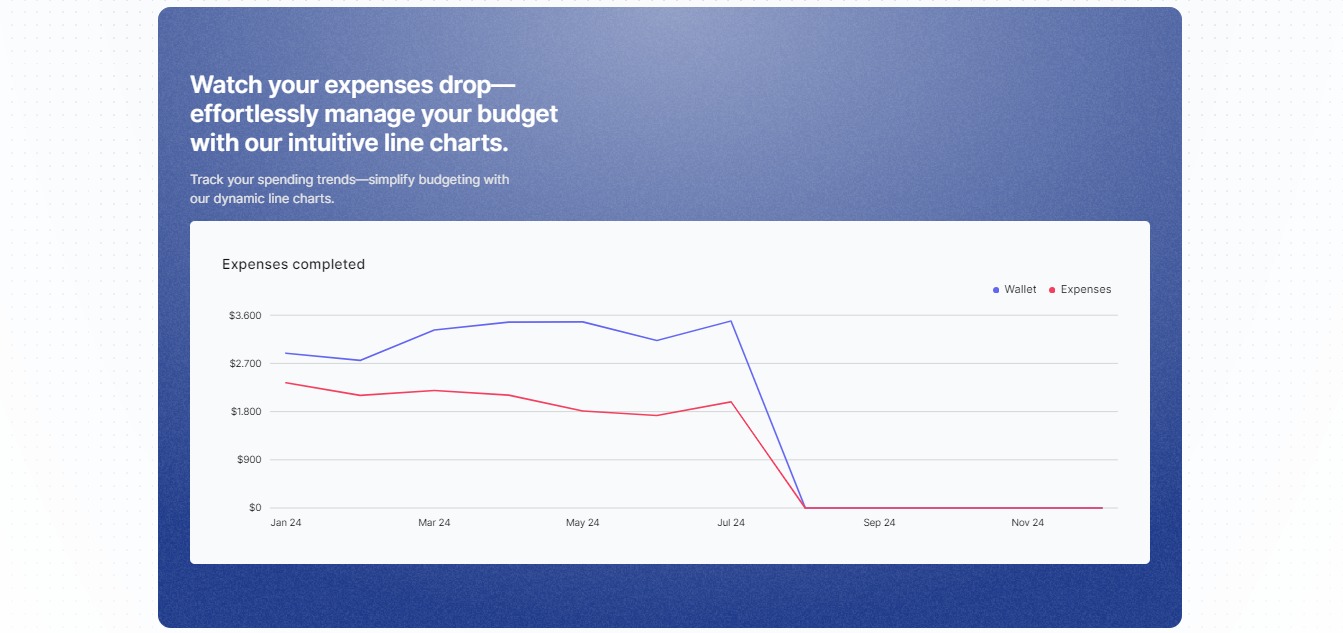 Watch your expenses drop—
effortlessly manage your budget
with our intuitive line charts.
Track your spending trends—simplify budgeting with
our dynamic line charts.
Expenses completed
Wallet Expenses
$3.600
$2.700
$1.800
$900
$0
Jan 24 Mar 24 May 24 Jul 24 Sep 24 Nov 24